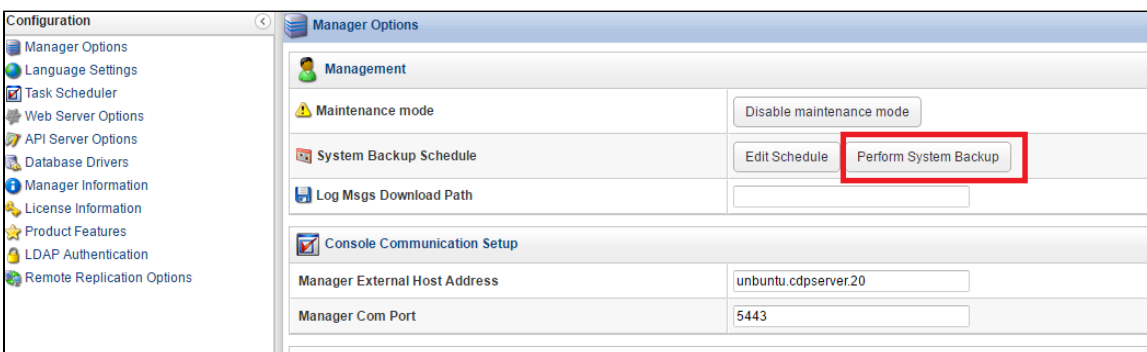 Configuration
Manager Options
Language Settings
Task Scheduler
Web Server Options
API Server Options
Database Drivers
Manager Information
License Information
Product Features
LDAP Authentication
Remote Replication Options
Manager Options
Management
Maintenance mode
Disable maintenance mode
System Backup Schedule
Edit Schedule
Perform System Backup
Log Msgs Download Path
Console Communication Setup
Manager External Host Address
unbuntu.cdpserver.20
Manager Com Port
5443